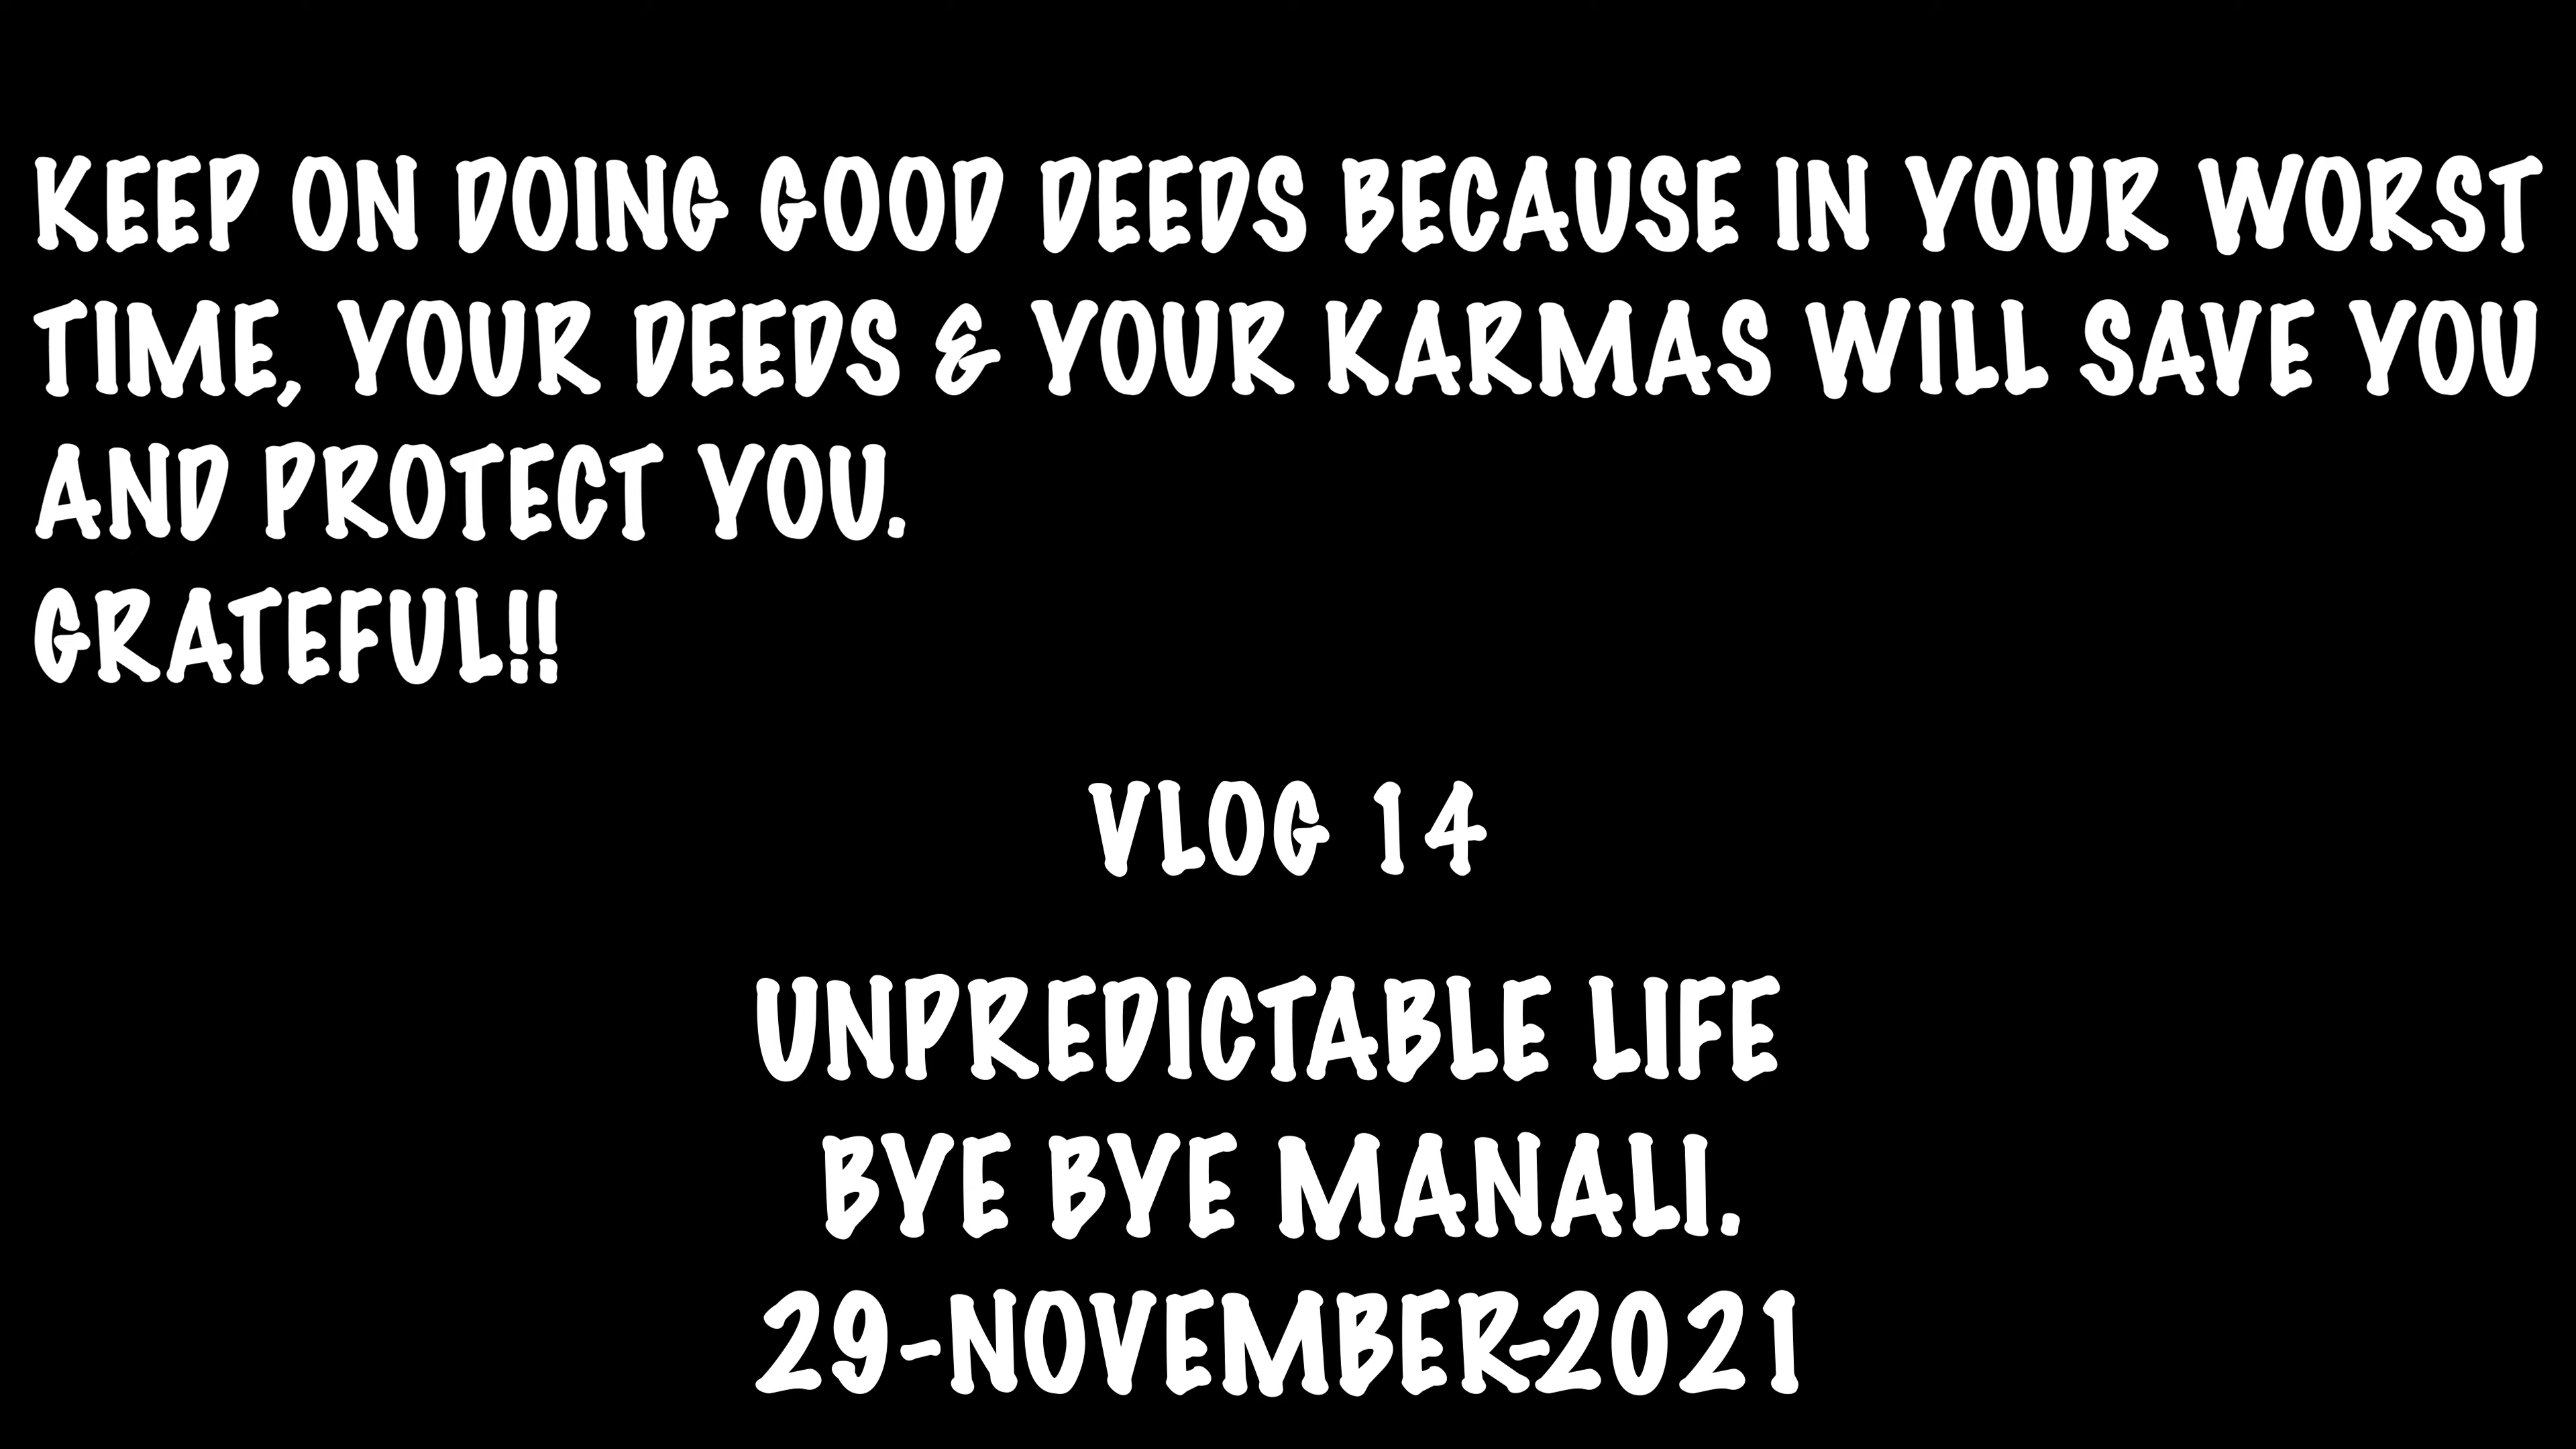 KEEP ON DOING GOOD DEEDS BECAUSE IN YOUR WORST
TIME, YOUR DEEDS & YOUR KARMAS WILL SAVE YOU
AND PROTECT YOU.
GRATEFUL!!
VLOG 14
UNPREDICTABLE LIFE
BYE BYE MANALI.
29-NOVEMBER-2021